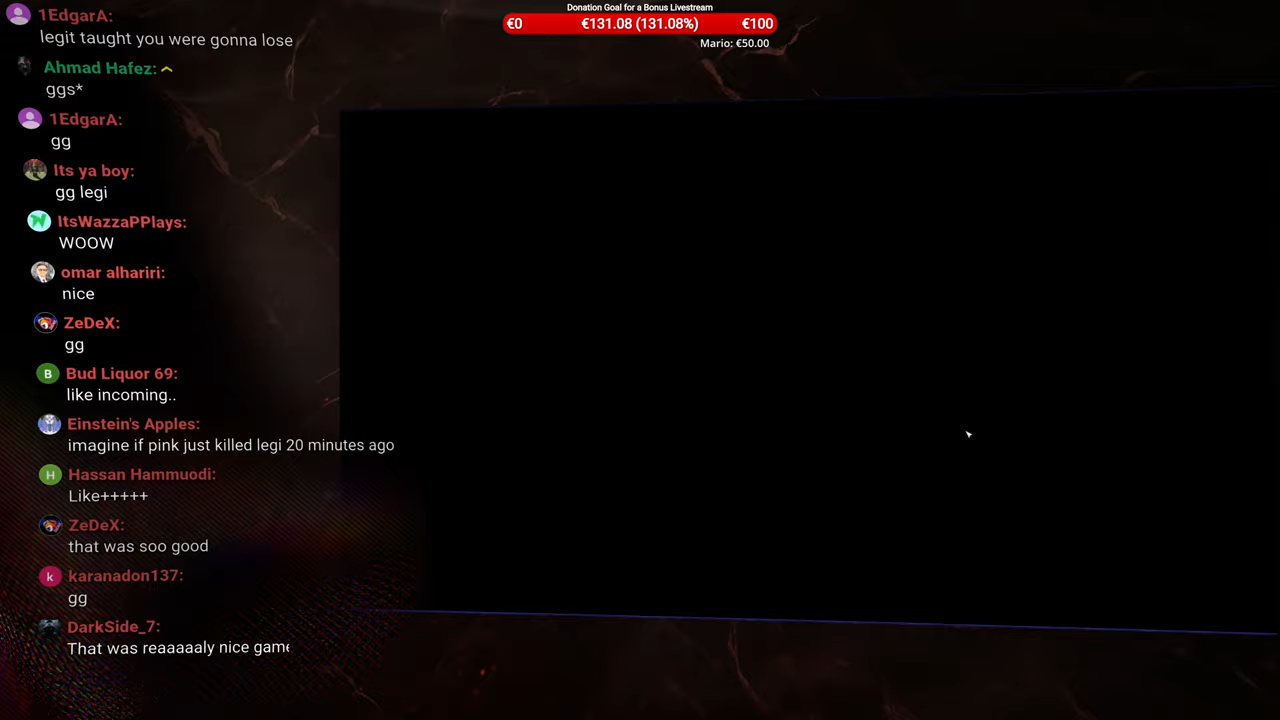 Donation Goal for a Bonus Livestream
€0 €131.08 (131.08%) €100
Mario: €50.00
1EdgarA:
legit taught you were gonna lose
Ahmad Hafez:
ggs*
1EdgarA:
gg
Its ya boy:
gg legi
ItsWazzaPPlays:
WOOW
omar alhariri:
nice
ZeDeX:
gg
B Bud Liquor 69:
like incoming..
Einstein's Apples:
imagine if pink just killed legi 20 minutes ago
H Hassan Hammuodi:
Like+++++
ZeDeX:
that was soo good
k karanadon137:
gg
DarkSide_7:
That was reaaaaaly nice game